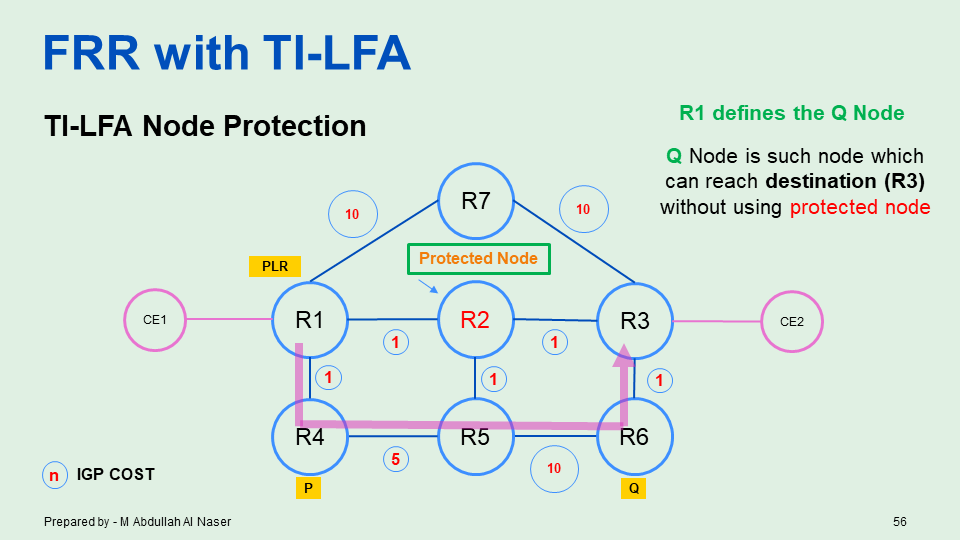 FRR with TI-LFA
TI-LFA Node Protection
R1 defines the Q Node
Q Node is such node which
can reach destination (R3)
without using protected node
R7
10
10
Protected Node
PLR
CE1
R1
R2
R3
CE2
1
1
1
1
1
R4
R5
R6
5
10
P
Q
n IGP COST
Prepared by - M Abdullah Al Naser
56